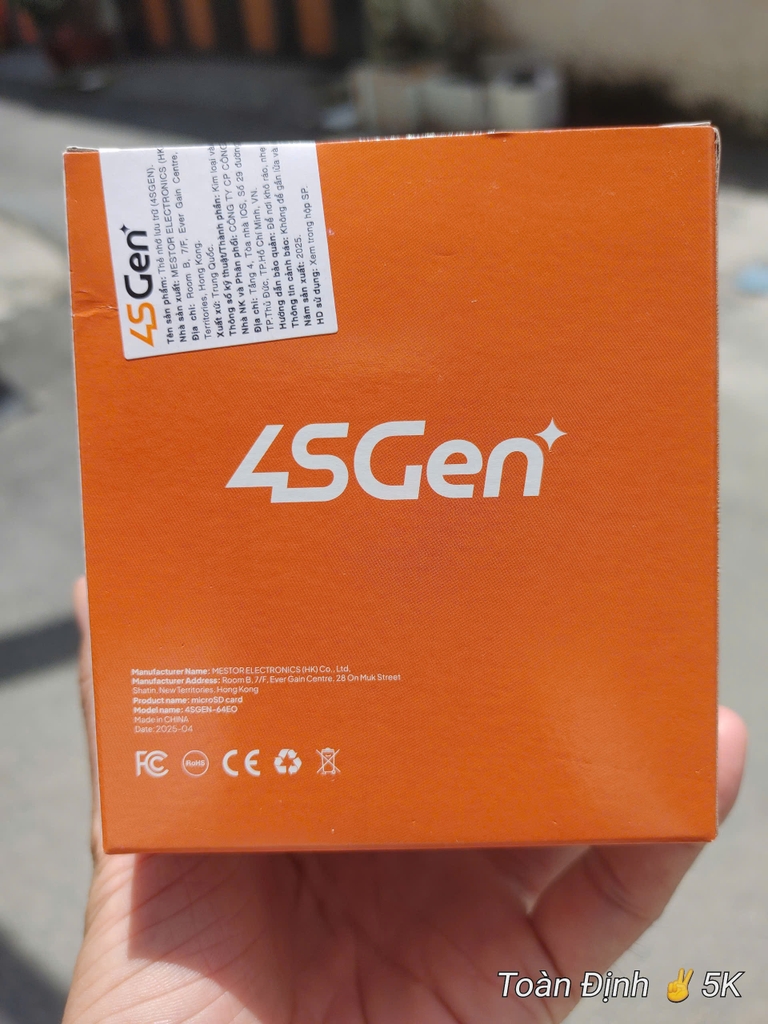 4SGen
Tên sản phẩm: Thẻ nhớ lưu trữ (4SGEN).
Nhà sản xuất: MESTOR ELECTRONICS (HK
Địa chỉ: Room B, 7/F, Ever Gain Centre,
Territories, Hong Kong.
Xuất xứ: Trung Quốc.
Thông số kỹ thuật/Thành phần: Kim loại và
Nhà NK và Phân phối: CÔNG TY CP CÔNG
Địa chỉ: Tầng 4, Tòa nhà IOS, Số 29 đường
TP.Thủ Đức, TP.Hồ Chí Minh, VN.
Hướng dẫn bảo quản: Để nơi khô ráo, nhẹ
Thông tin cảnh báo: Không để gần lửa và
Năm sản xuất: 2025.
HD sử dụng: Xem trong hộp SP.
4SGen
Manufacturer Name: MESTOR ELECTRONICS (HK) Co., Ltd.
Manufacturer Address: Room B, 7/F, Ever Gain Centre, 28 On Muk Street
Shatin, New Territories, Hong Kong
Product name: microSD card
Model name: 4SGEN-64EO
Made in CHINA
Date: 2025-04
FC RoHS CE
Toàn Định ✌️ 5K